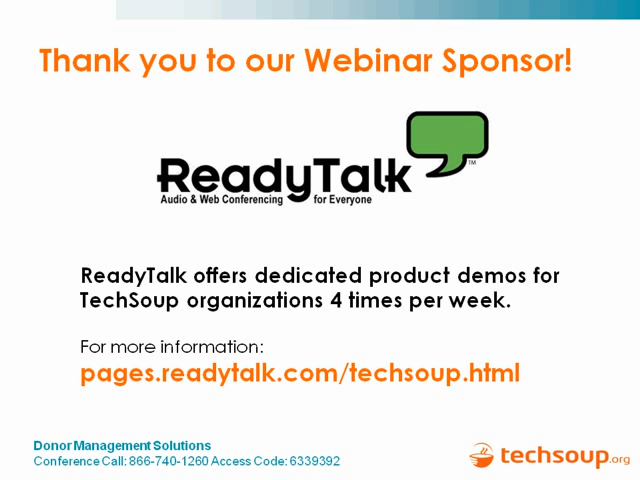 Thank you to our Webinar Sponsor!
ReadyTalk™
Audio & Web Conferencing for Everyone
ReadyTalk offers dedicated product demos for
TechSoup organizations 4 times per week.
For more information:
pages.readytalk.com/techsoup.html
Donor Management Solutions
Conference Call: 866-740-1260 Access Code: 6339392
techsoup.org